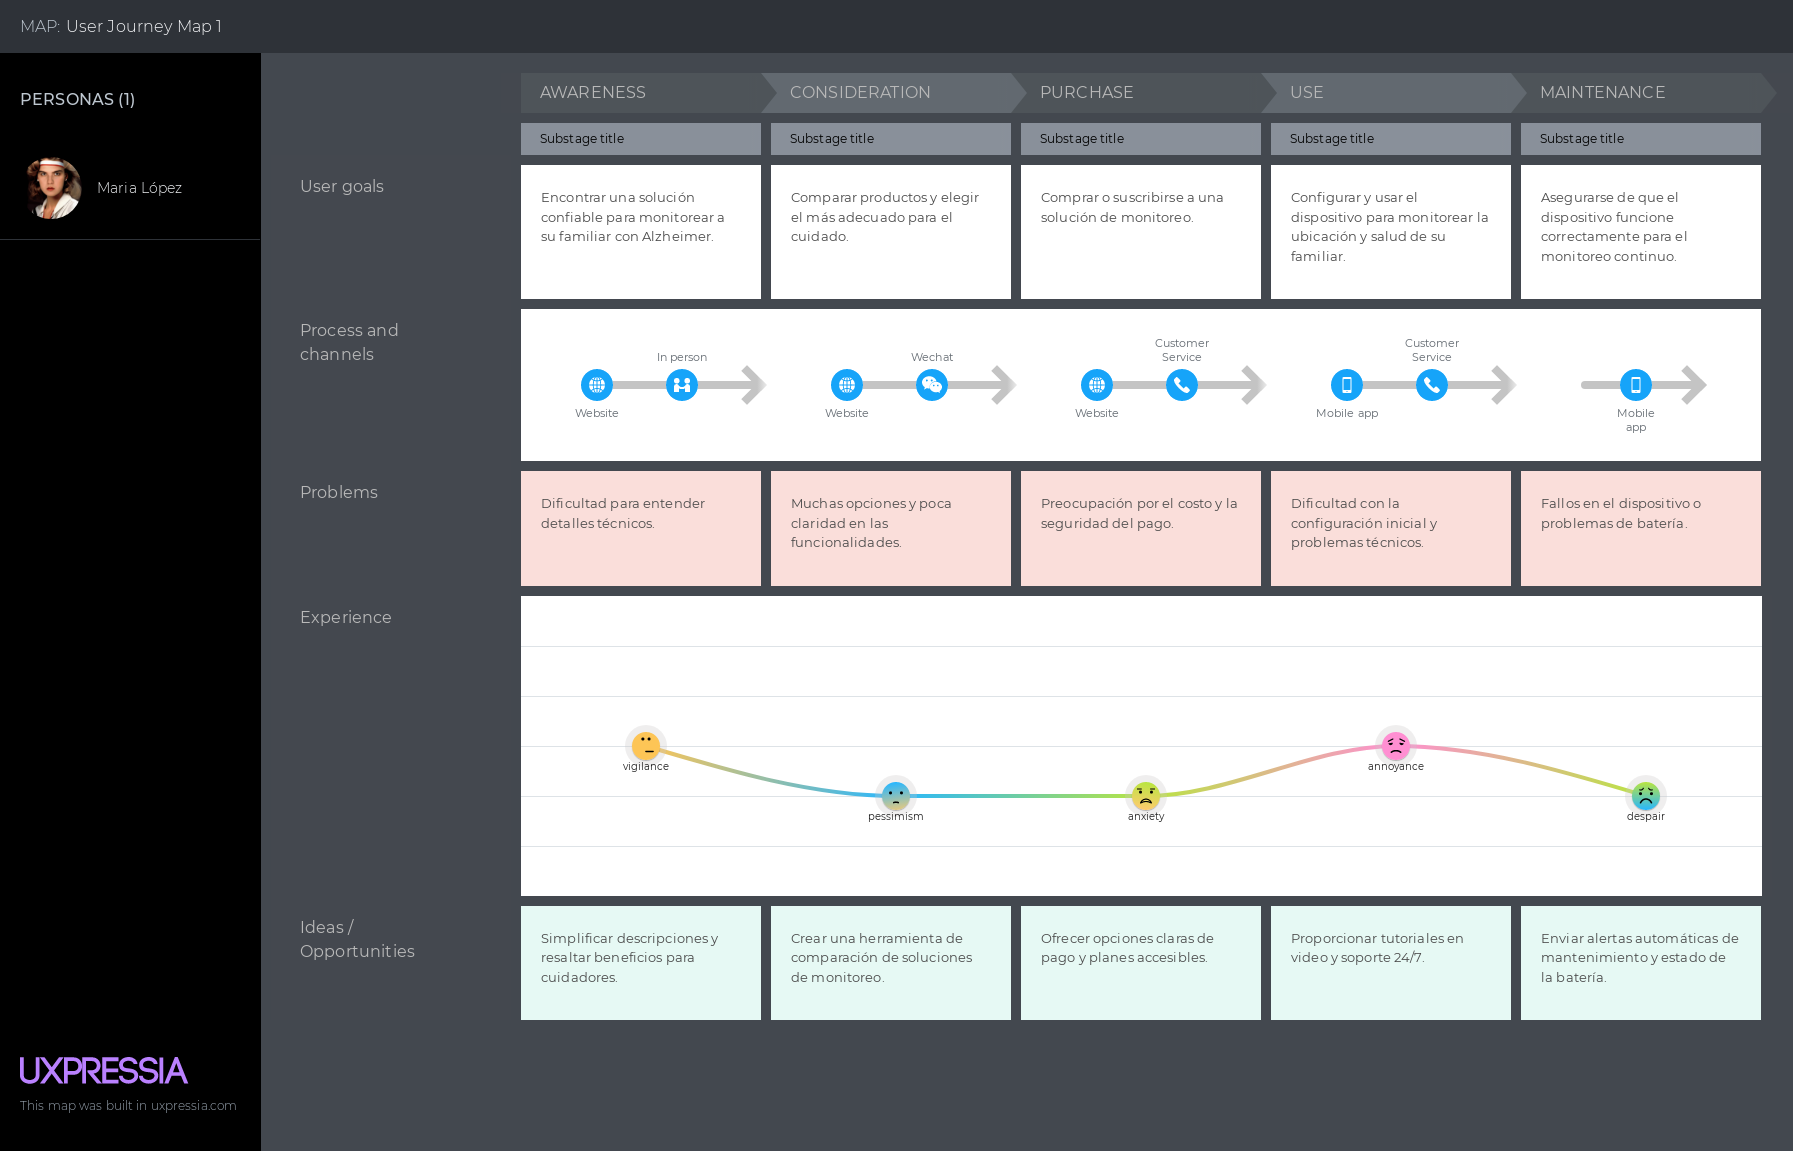 MAP: User Journey Map 1
PERSONAS (1)
Maria López
AWARENESS
CONSIDERATION
PURCHASE
USE
MAINTENANCE
Substage title
Substage title
Substage title
Substage title
Substage title
User goals
Encontrar una solución
confiable para monitorear a
su familiar con Alzheimer.
Comparar productos y elegir
el más adecuado para el
cuidado.
Comprar o suscribirse a una
solución de monitoreo.
Configurar y usar el
dispositivo para monitorear la
ubicación y salud de su
familiar.
Asegurarse de que el
dispositivo funcione
correctamente para el
monitoreo continuo.
Process and
channels
Website
In person
Website
Wechat
Website
Customer
Service
Mobile app
Customer
Service
Mobile
app
Problems
Dificultad para entender
detalles técnicos.
Muchas opciones y poca
claridad en las
funcionalidades.
Preocupación por el costo y la
seguridad del pago.
Dificultad con la
configuración inicial y
problemas técnicos.
Fallos en el dispositivo o
problemas de batería.
Experience
vigilance
pessimism
anxiety
annoyance
despair
Ideas /
Opportunities
Simplificar descripciones y
resaltar beneficios para
cuidadores.
Crear una herramienta de
comparación de soluciones
de monitoreo.
Ofrecer opciones claras de
pago y planes accesibles.
Proporcionar tutoriales en
video y soporte 24/7.
Enviar alertas automáticas de
mantenimiento y estado de
la batería.
UXPRESSIA
This map was built in uxpressia.com